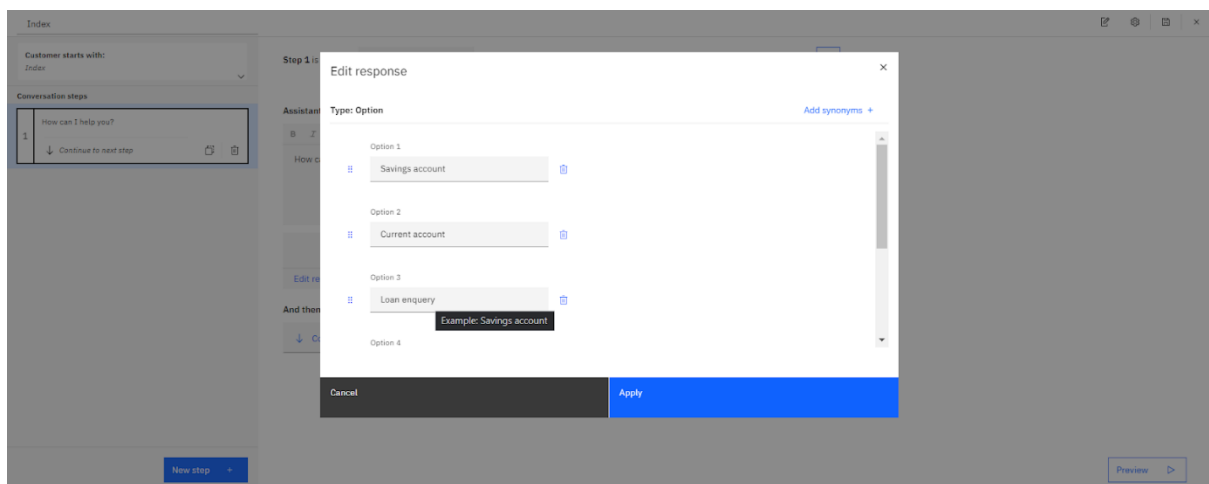 Index
Customer starts with:
Index
Conversation steps
1
How can I help you?
Continue to next step
New step +
Step 1 is
Assistant
B I
How c
Edit re
And then
Edit response
Type: Option
Add synonyms +
Option 1
Savings account
Option 2
Current account
Option 3
Loan enquery
Example: Savings account
Option 4
Cancel
Apply
Preview